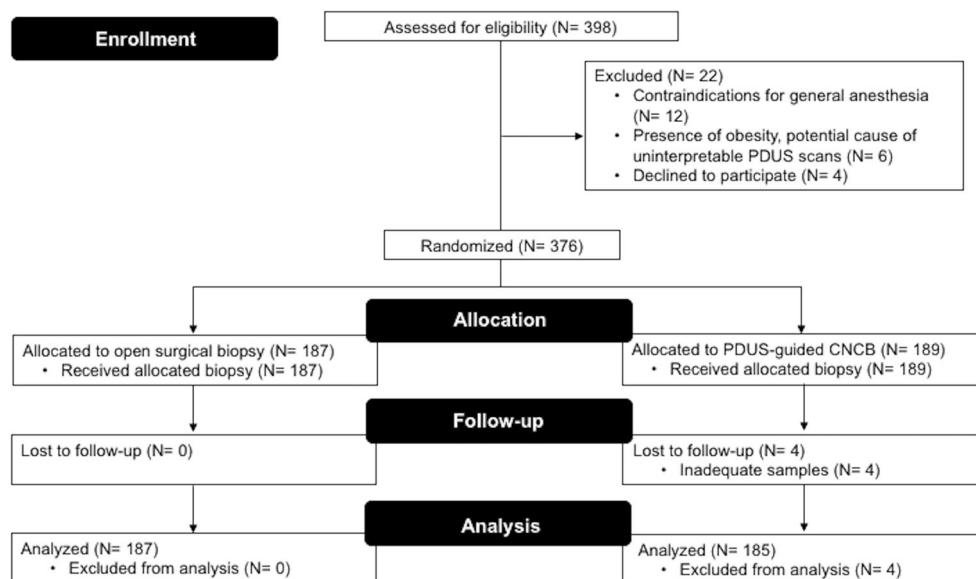 Enrollment
Assessed for eligibility (N= 398)
Excluded (N= 22)
• Contraindications for general anesthesia
(N= 12)
• Presence of obesity, potential cause of
uninterpretable PDUS scans (N= 6)
• Declined to participate (N= 4)
Randomized (N= 376)
Allocation
Allocated to open surgical biopsy (N= 187)
• Received allocated biopsy (N= 187)
Allocated to PDUS-guided CNCB (N= 189)
• Received allocated biopsy (N= 189)
Follow-up
Lost to follow-up (N= 0)
Lost to follow-up (N= 4)
• Inadequate samples (N= 4)
Analysis
Analyzed (N= 187)
• Excluded from analysis (N= 0)
Analyzed (N= 185)
• Excluded from analysis (N= 4)